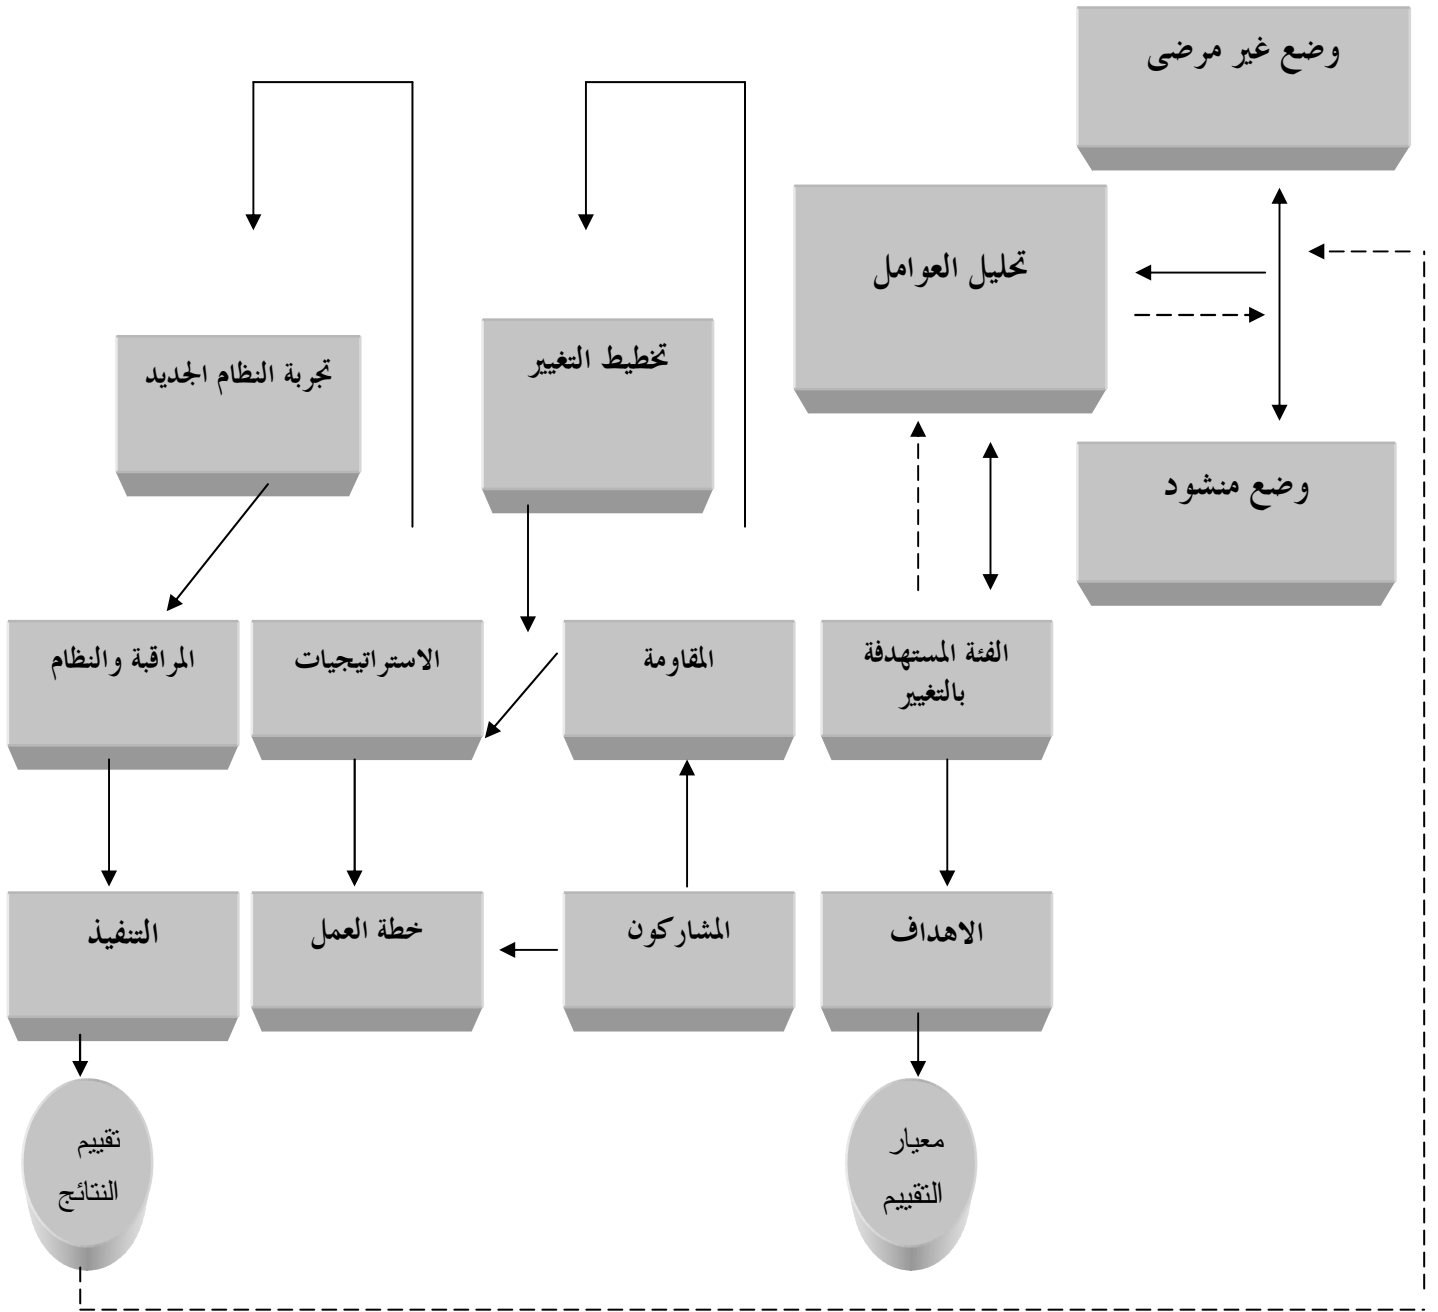 وضع غير مرضى
تحليل العوامل
وضع منشود
تخطيط التغيير
تجربة النظام الجديد
الفئة المستهدفة
بالتغيير
المقاومة
الاستراتيجيات
المراقبة والنظام
الاهداف
المشاركون
خطة العمل
التنفيذ
معيار
التقييم
تقييم
النتائج